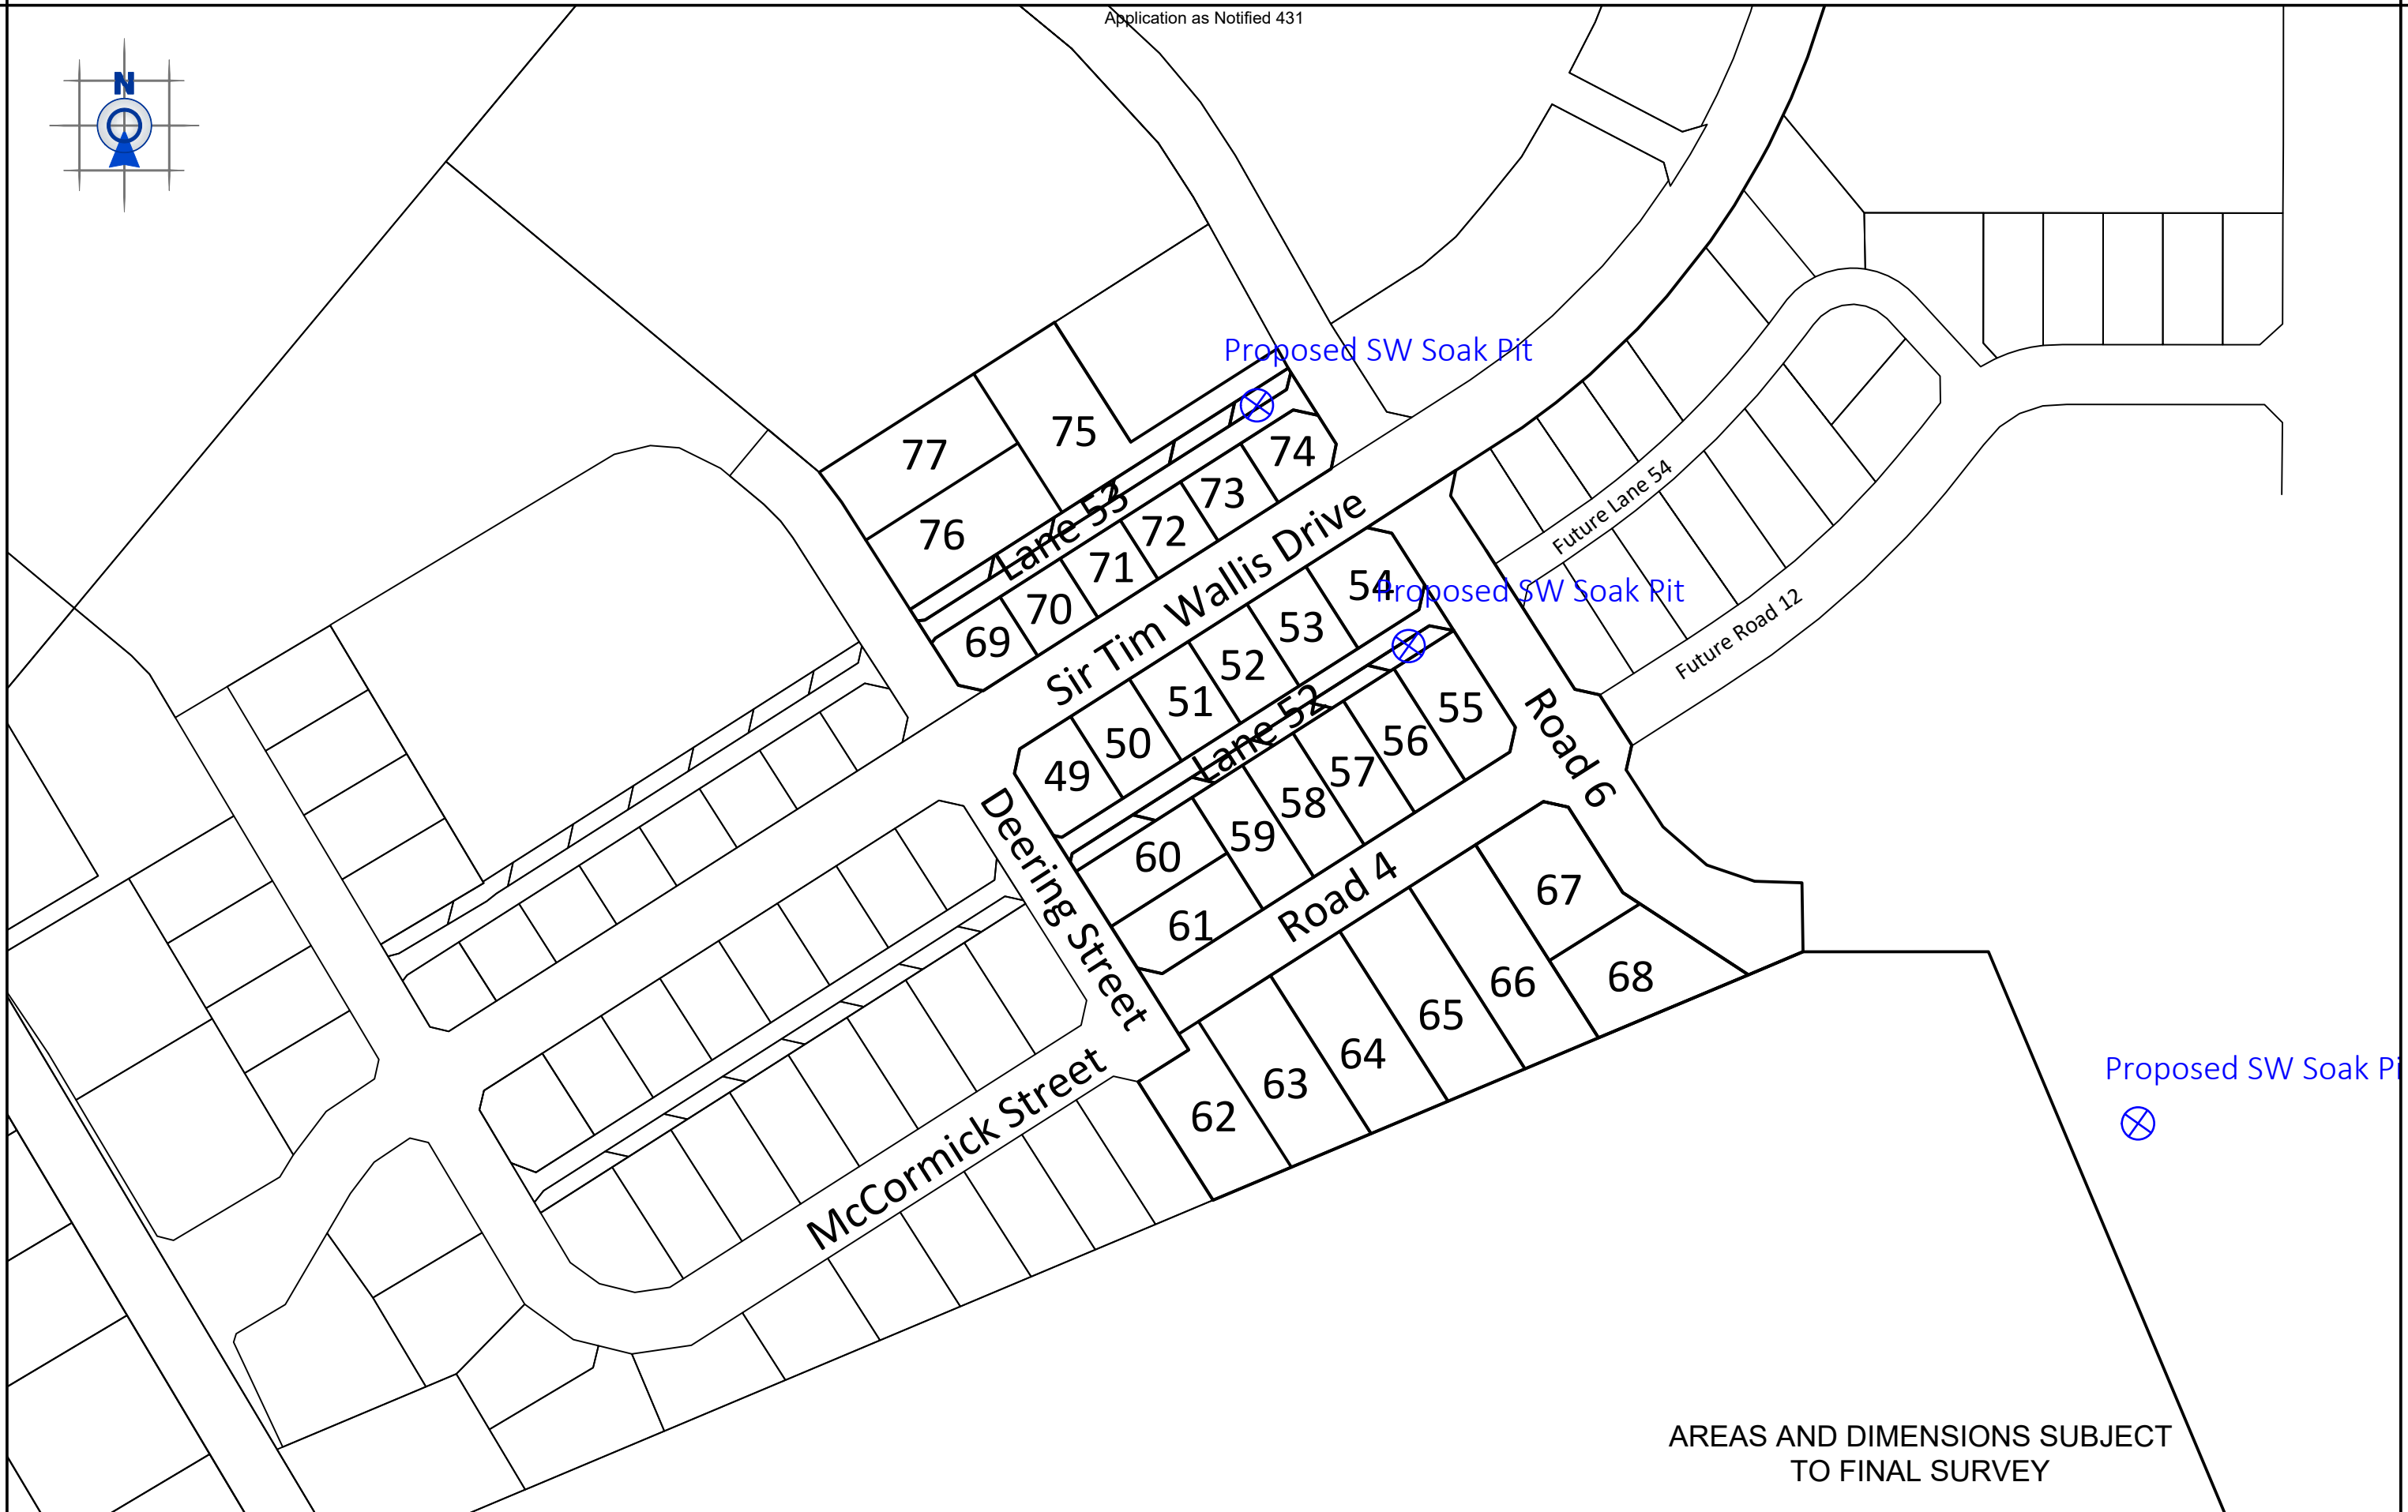 Application as Notified 431
N
Proposed SW Soak Pit
75
77
74
73
76
Lane 53
72
71
70
69
Sir Tim Wallis Drive
Future Lane 54
54
Proposed SW Soak Pit
53
Future Road 12
52
51
50
49
Lane 52
55
56
57
58
59
60
61
Road 6
Deering Street
Road 4
67
68
66
65
64
63
62
McCormick Street
Proposed SW Soak Pi
AREAS AND DIMENSIONS SUBJECT
TO FINAL SURVEY